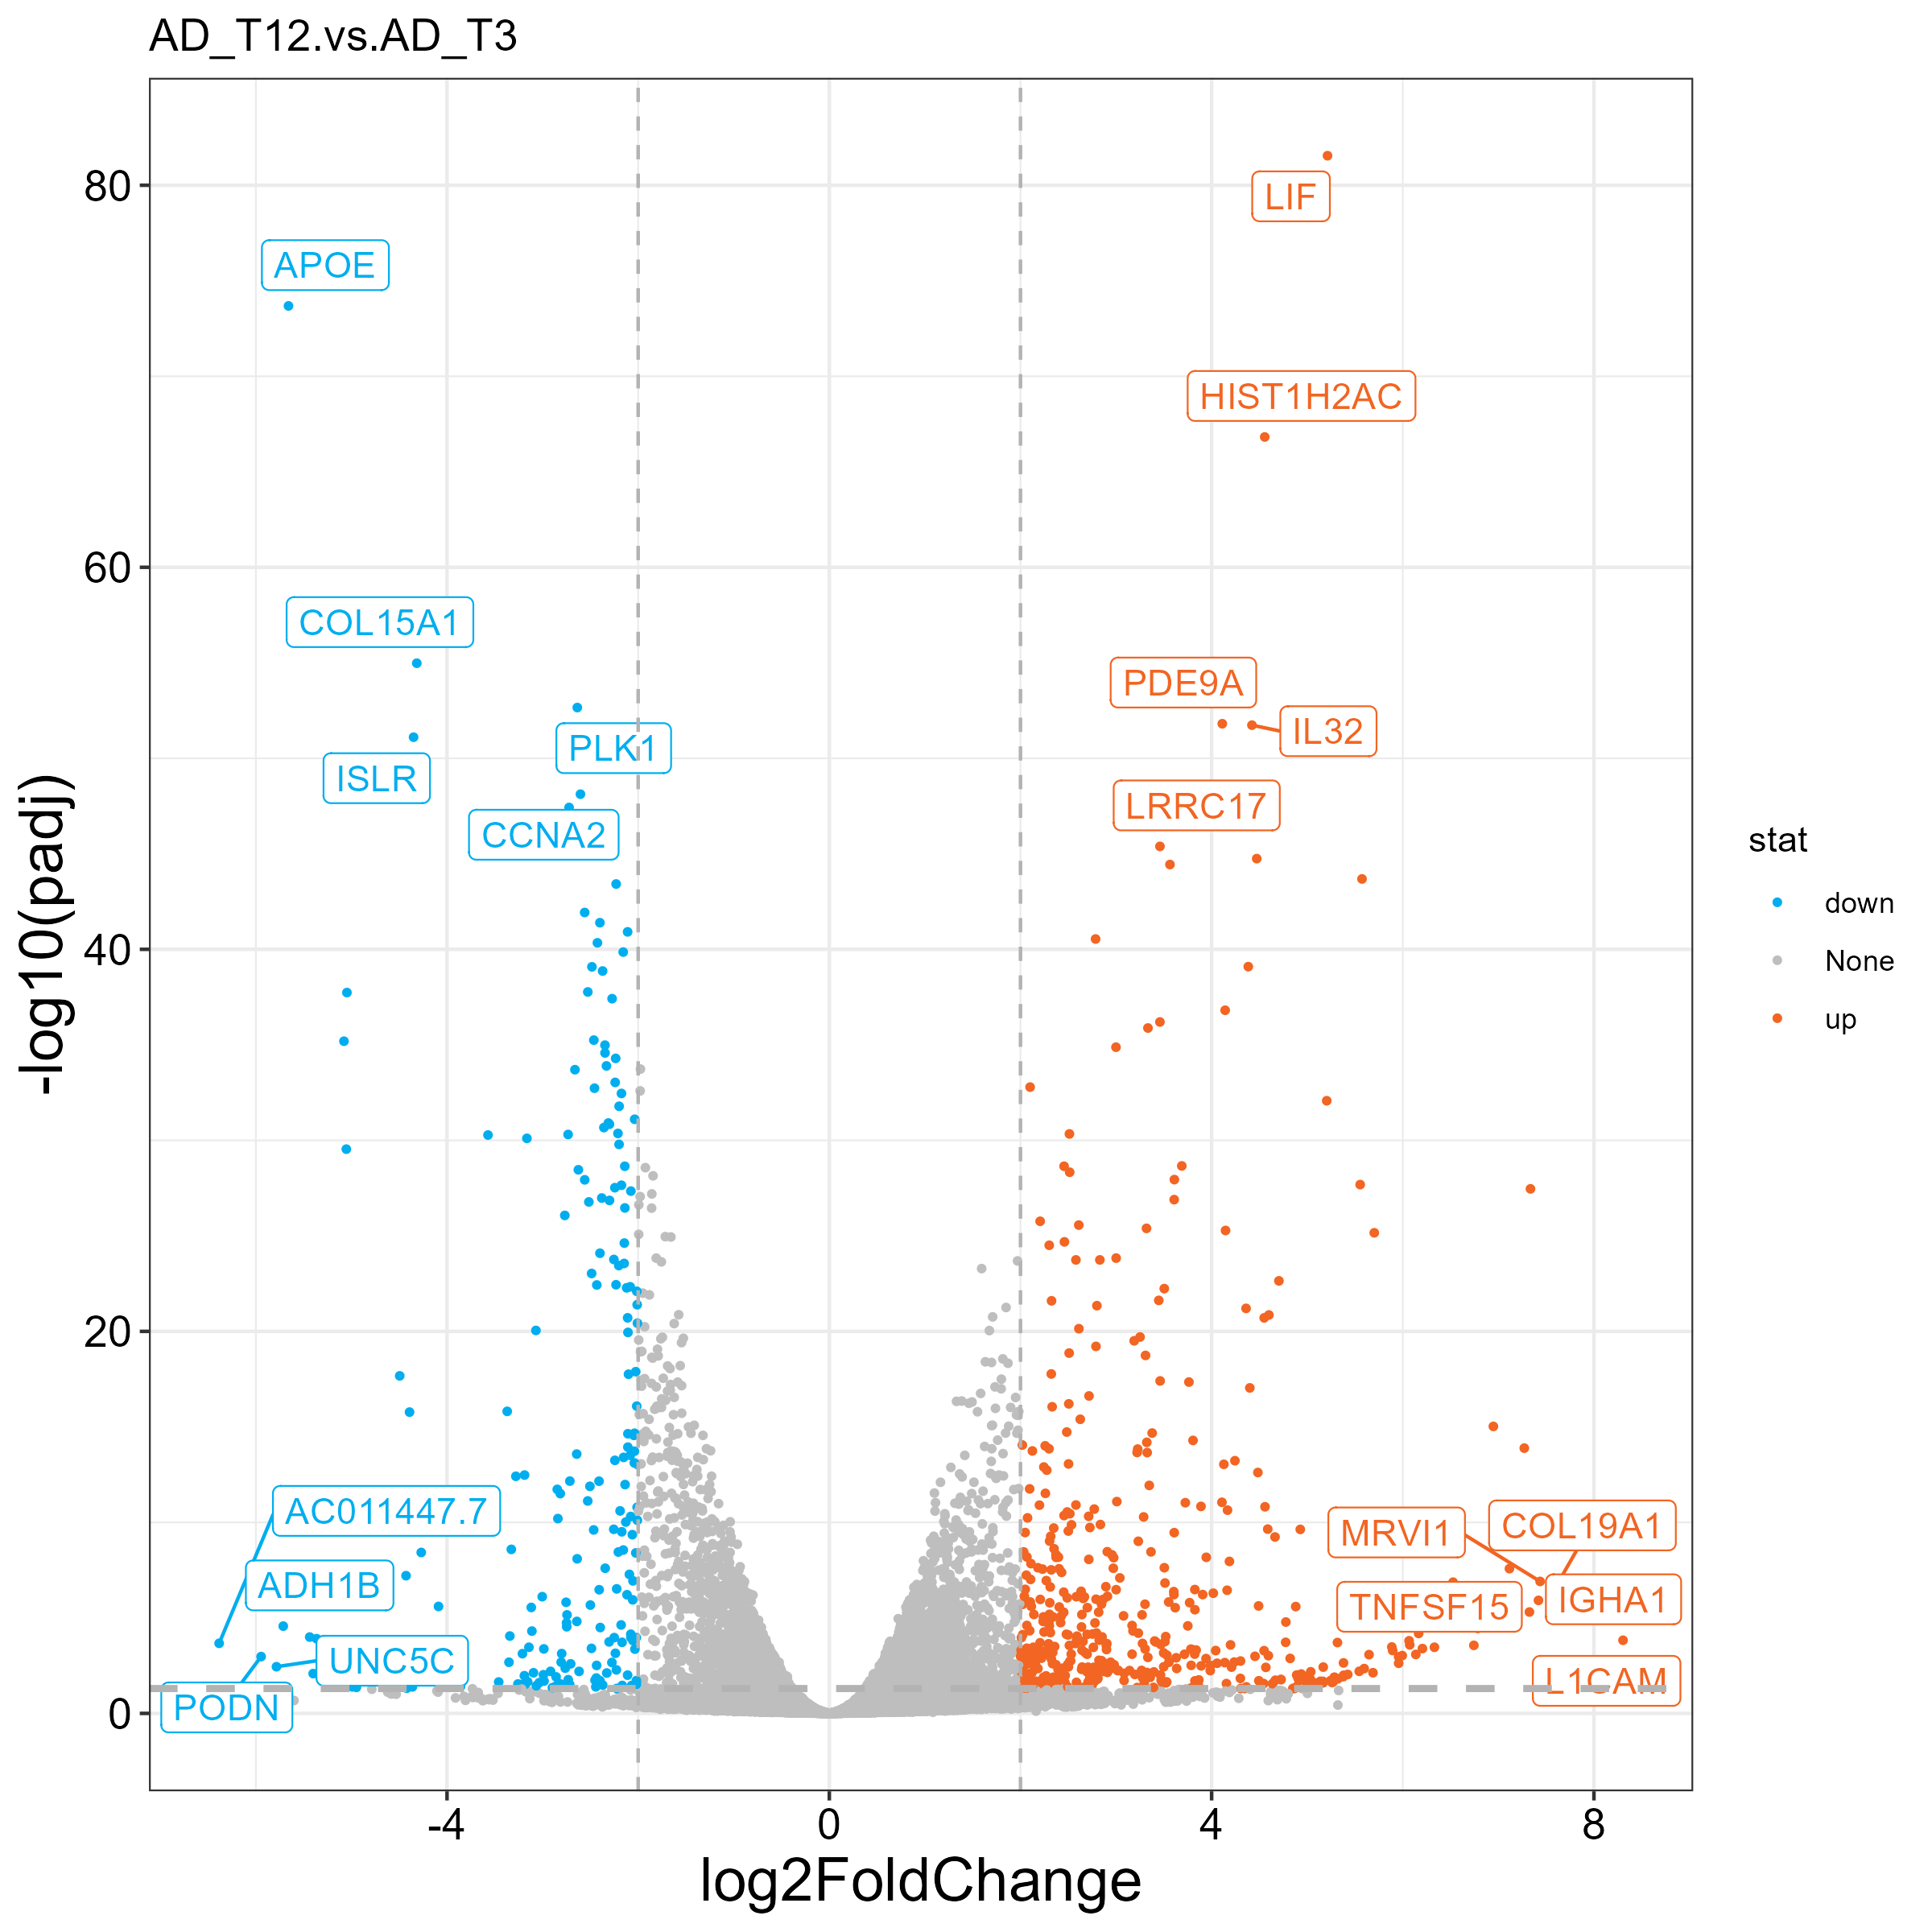 AD_T12.vs.AD_T3
80
LIF
APOE
HIST1H2AC
60
COL15A1
PDE9A
IL32
PLK1
ISLR
LRRC17
CCNA2
40
20
AC011447.7
COL19A1
MRVI1
ADH1B
IGHA1
TNFSF15
UNC5C
L1CAM
PODN
0
-4
0
4
8
log2FoldChange
-log10(padj)
stat
down
None
up